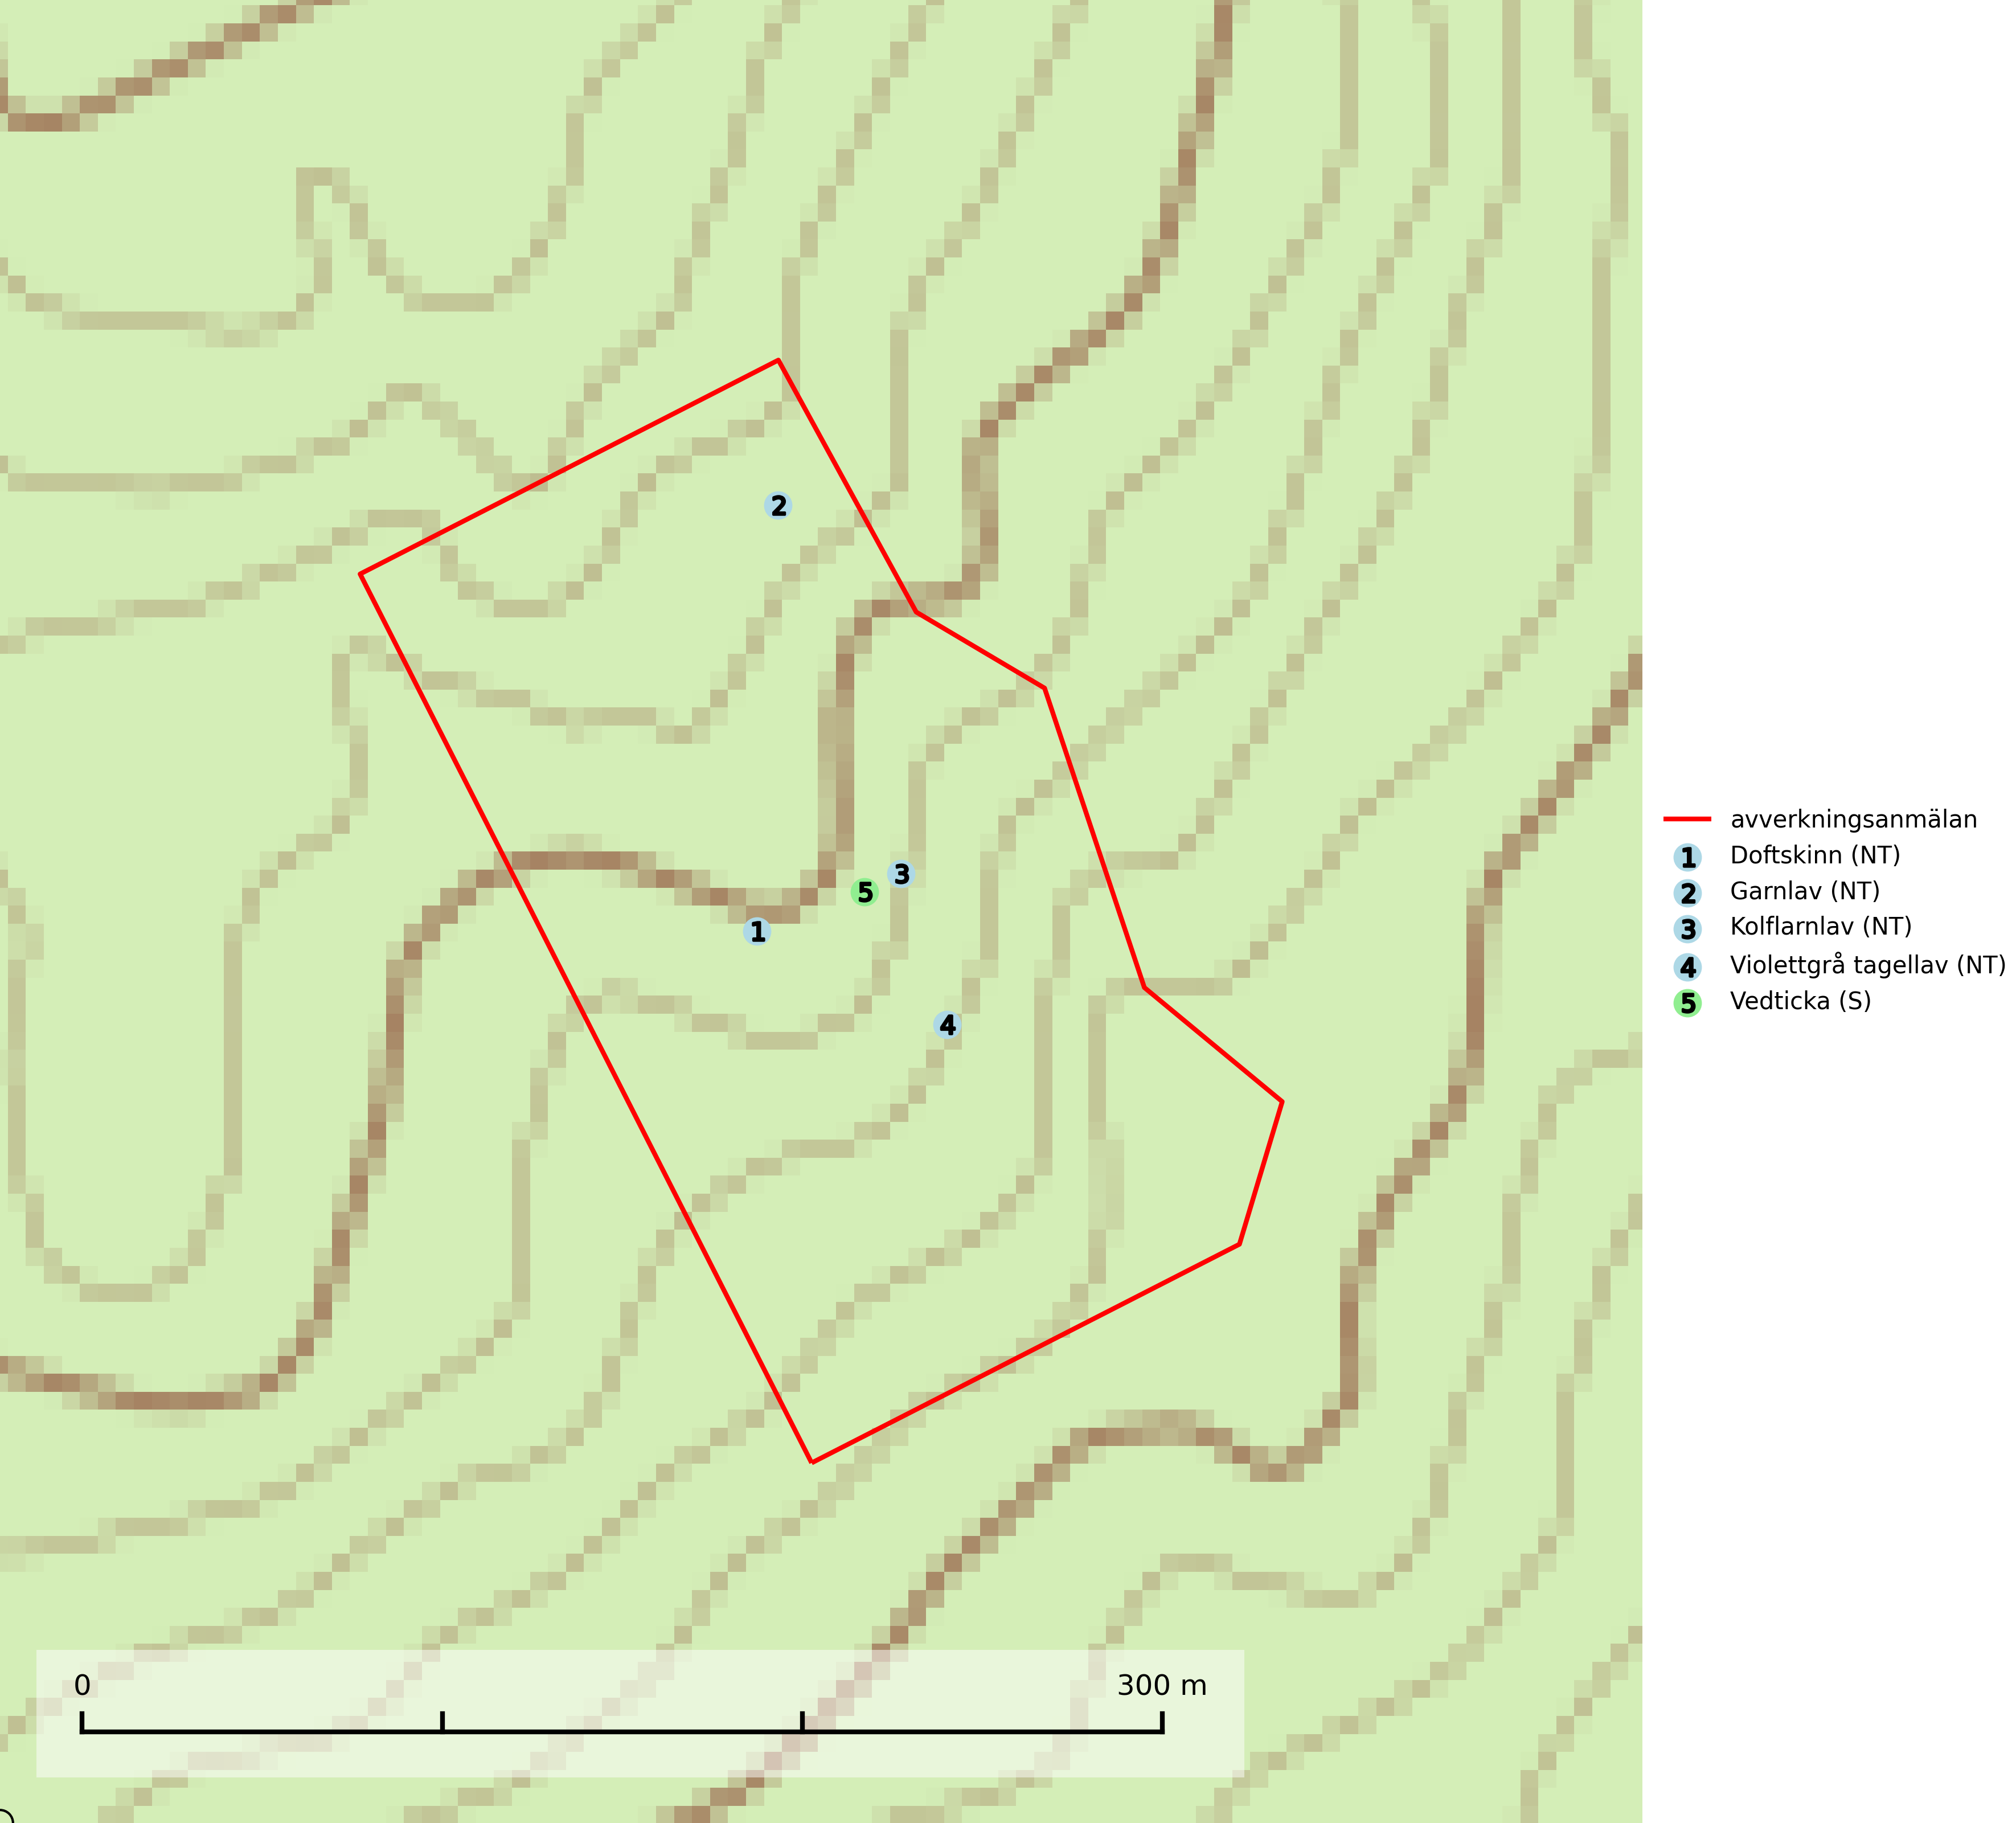 2
3
5
1
4
avverkningsanmälan
1 Doftskinn (NT)
2 Garnlav (NT)
3 Kolflarnlav (NT)
4 Violettgrå tagellav (NT)
5 Vedticka (S)
0 300 m